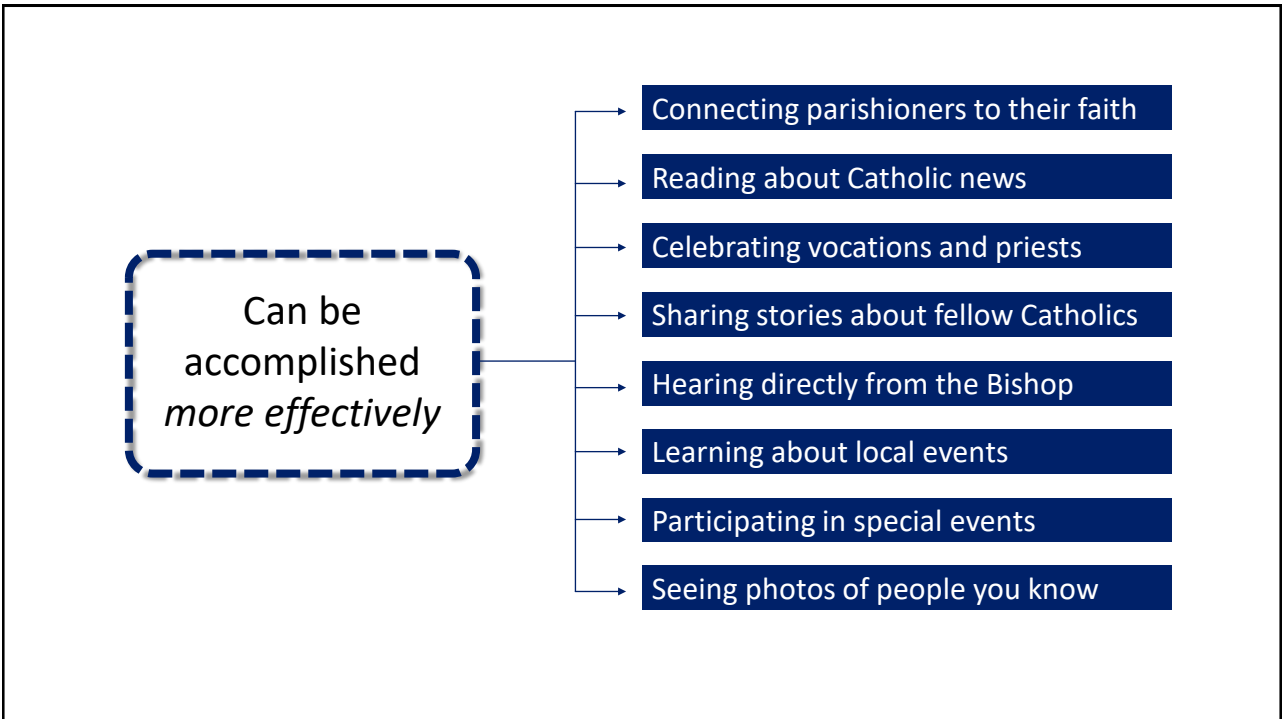 Can be
accomplished
more effectively
Connecting parishioners to their faith
Reading about Catholic news
Celebrating vocations and priests
Sharing stories about fellow Catholics
Hearing directly from the Bishop
Learning about local events
Participating in special events
Seeing photos of people you know